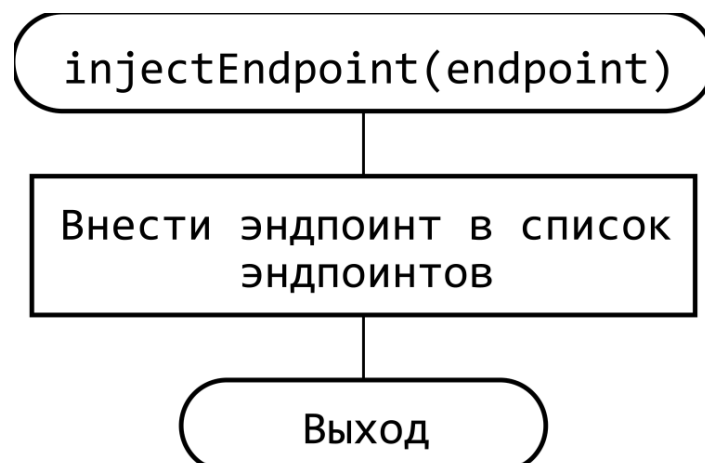 injectEndpoint(endpoint)
Внести эндпоинт в список
эндпоинтов
Выход